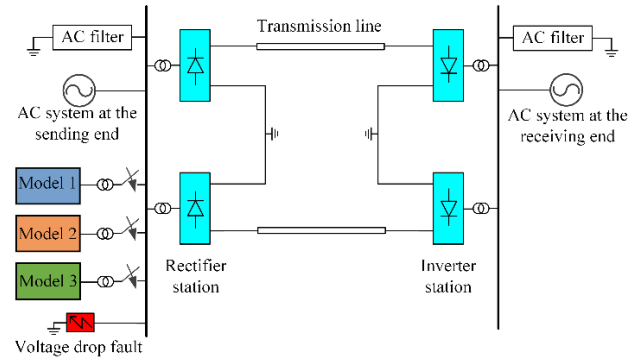 AC filter
Transmission line
AC filter
AC system at the
sending end
AC system at the
receiving end
Model 1
Model 2
Model 3
Rectifier
station
Inverter
station
Voltage drop fault